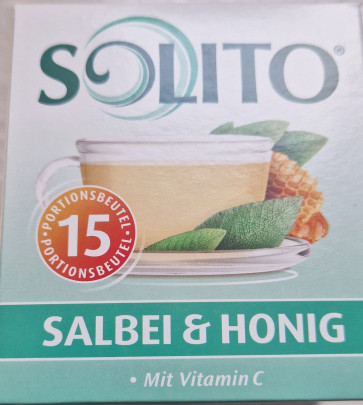 SOLITO®
PORTIONSBEUTEL
15
PORTIONSBEUTEL
SALBEI & HONIG
• Mit Vitamin C